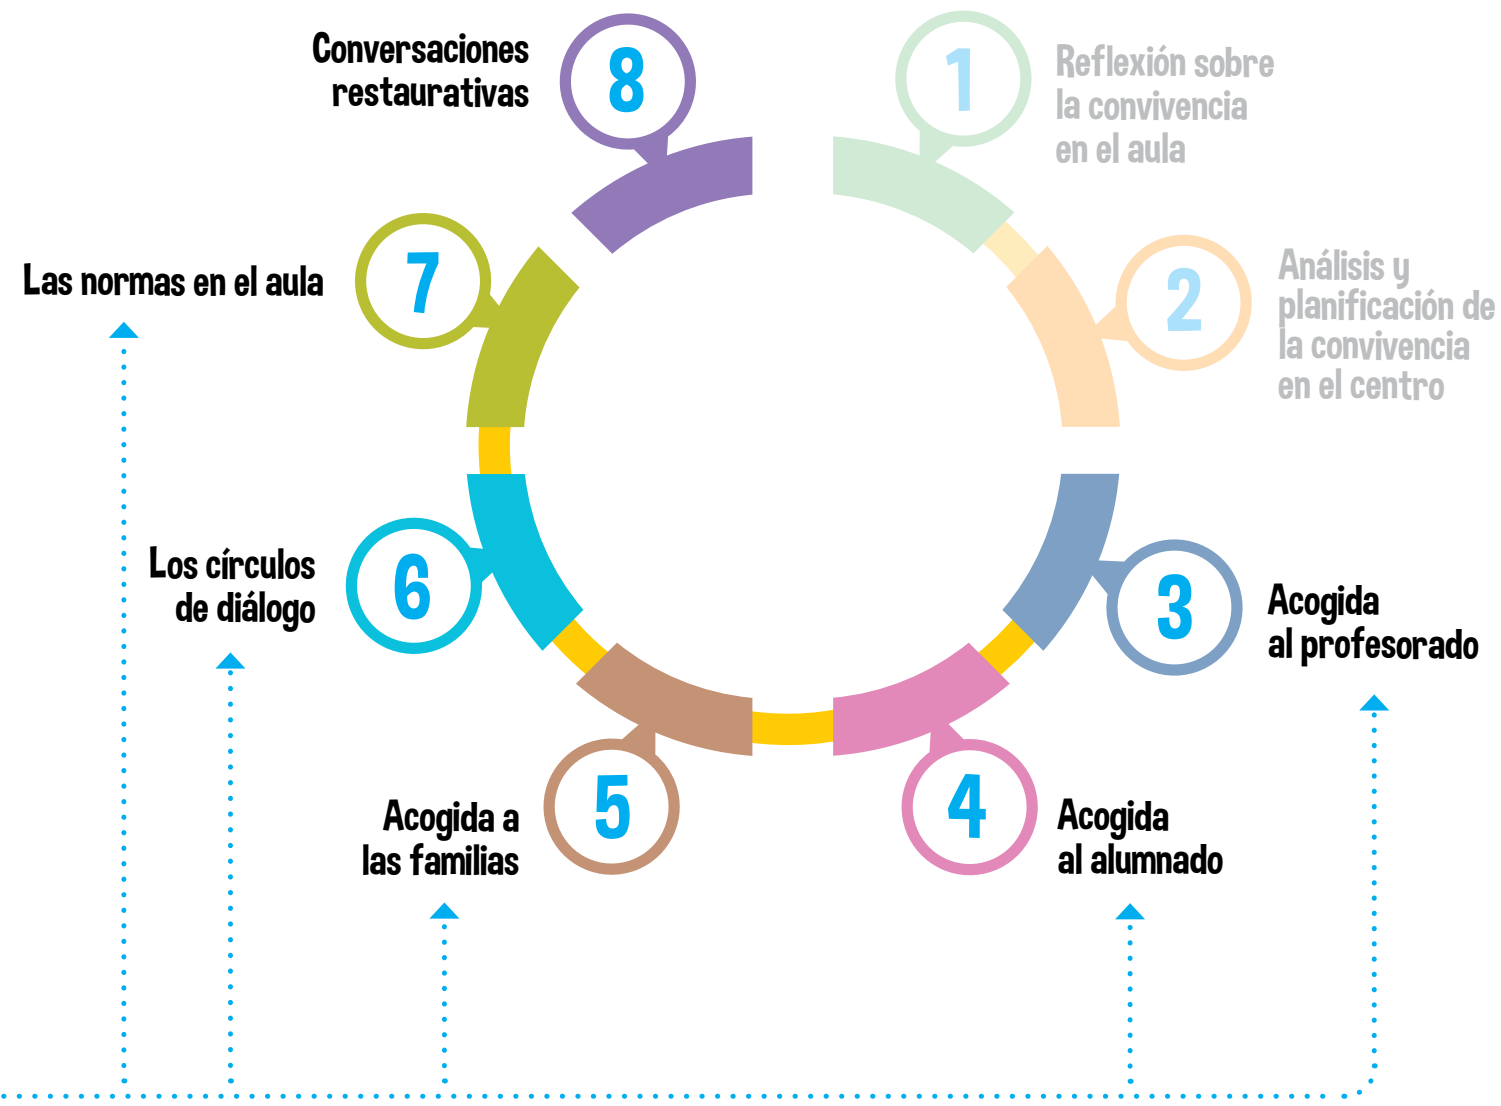 1
Reflexión sobre
la convivencia
en el aula
2
Análisis y
planificación de
la convivencia
en el centro
3
Acogida
al profesorado
4
Acogida
al alumnado
5
Acogida a
las familias
6
Los círculos
de diálogo
7
Las normas en el aula
8
Conversaciones
restaurativas